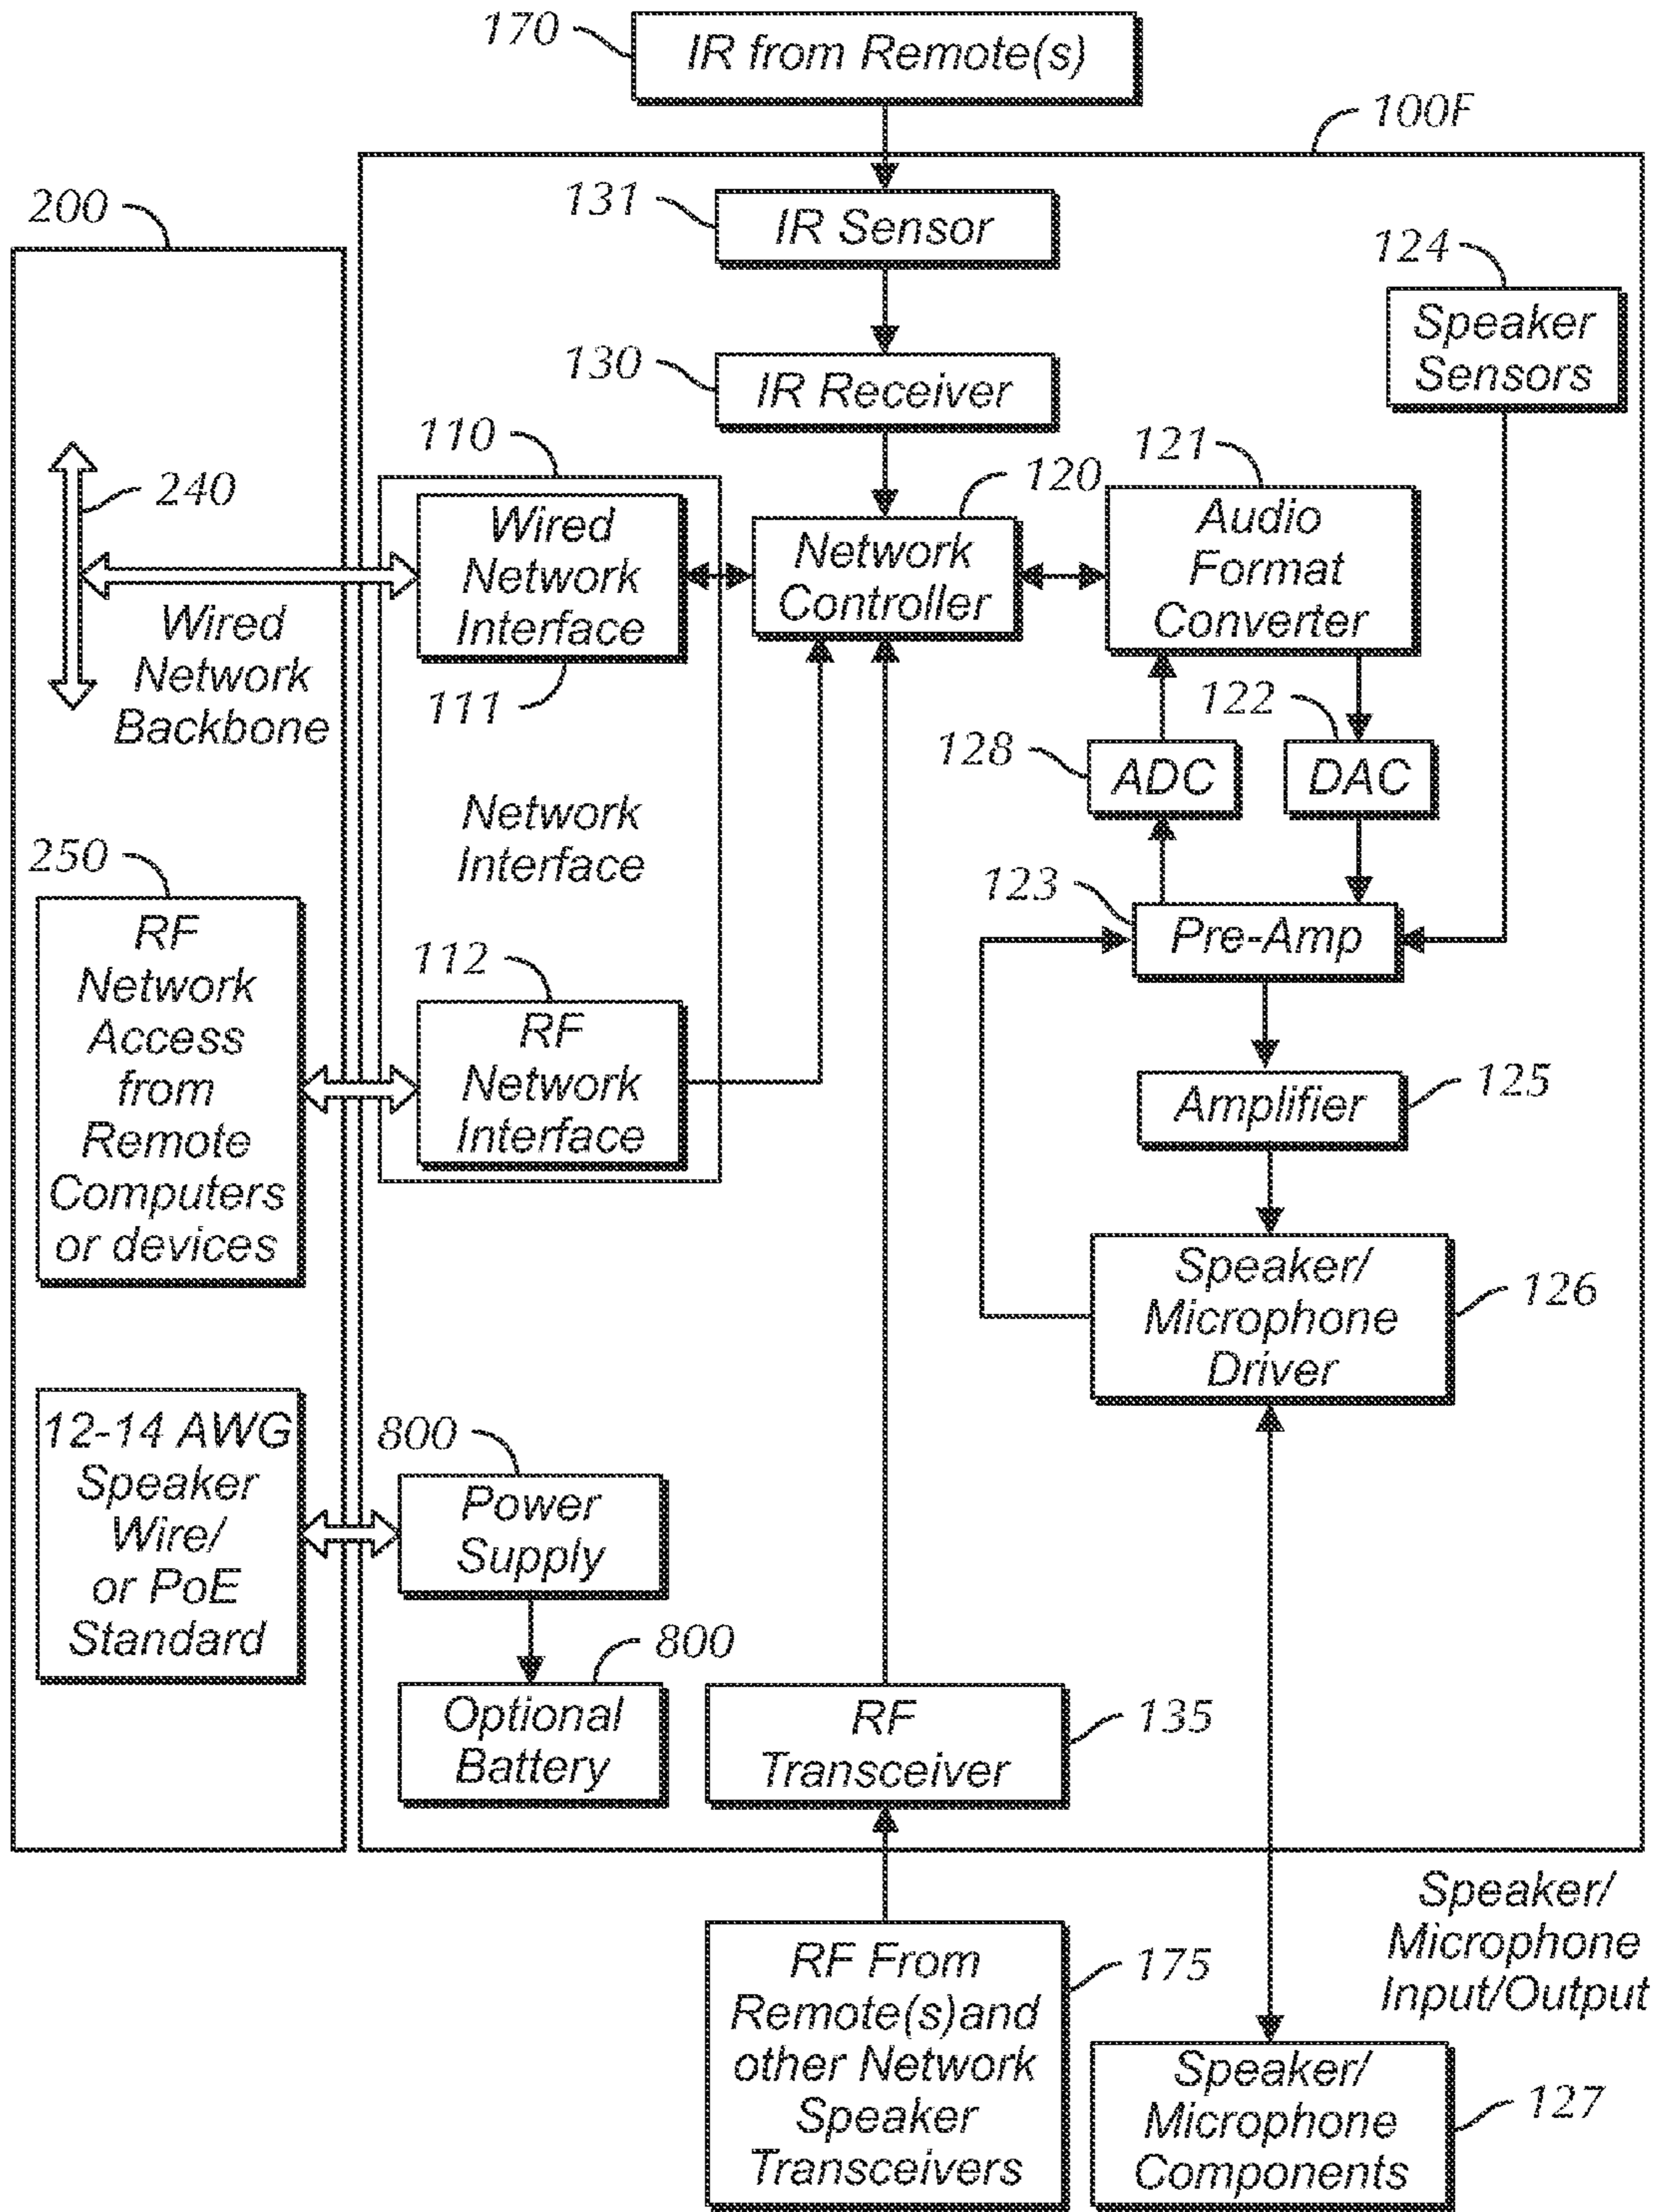 170
IR from Remote(s)
100F
200
131
IR Sensor
124
Speaker
Sensors
130
IR Receiver
110
121
240
120
Wired
Network
Interface
Network
Controller
Audio
Format
Converter
Wired
Network
Backbone
111
122
128
ADC
DAC
Network
Interface
250
RF
Network
Access
from
Remote
Computers
or devices
123
Pre-Amp
112
RF
Network
Interface
Amplifier
125
Speaker/
Microphone
Driver
126
12-14 AWG
Speaker
Wire/
or PoE
Standard
800
Power
Supply
800
Optional
Battery
RF
Transceiver
135
Speaker/
Microphone
Input/Output
RF From
Remote(s)and
other Network
Speaker
Transceivers
175
Speaker/
Microphone
Components
127